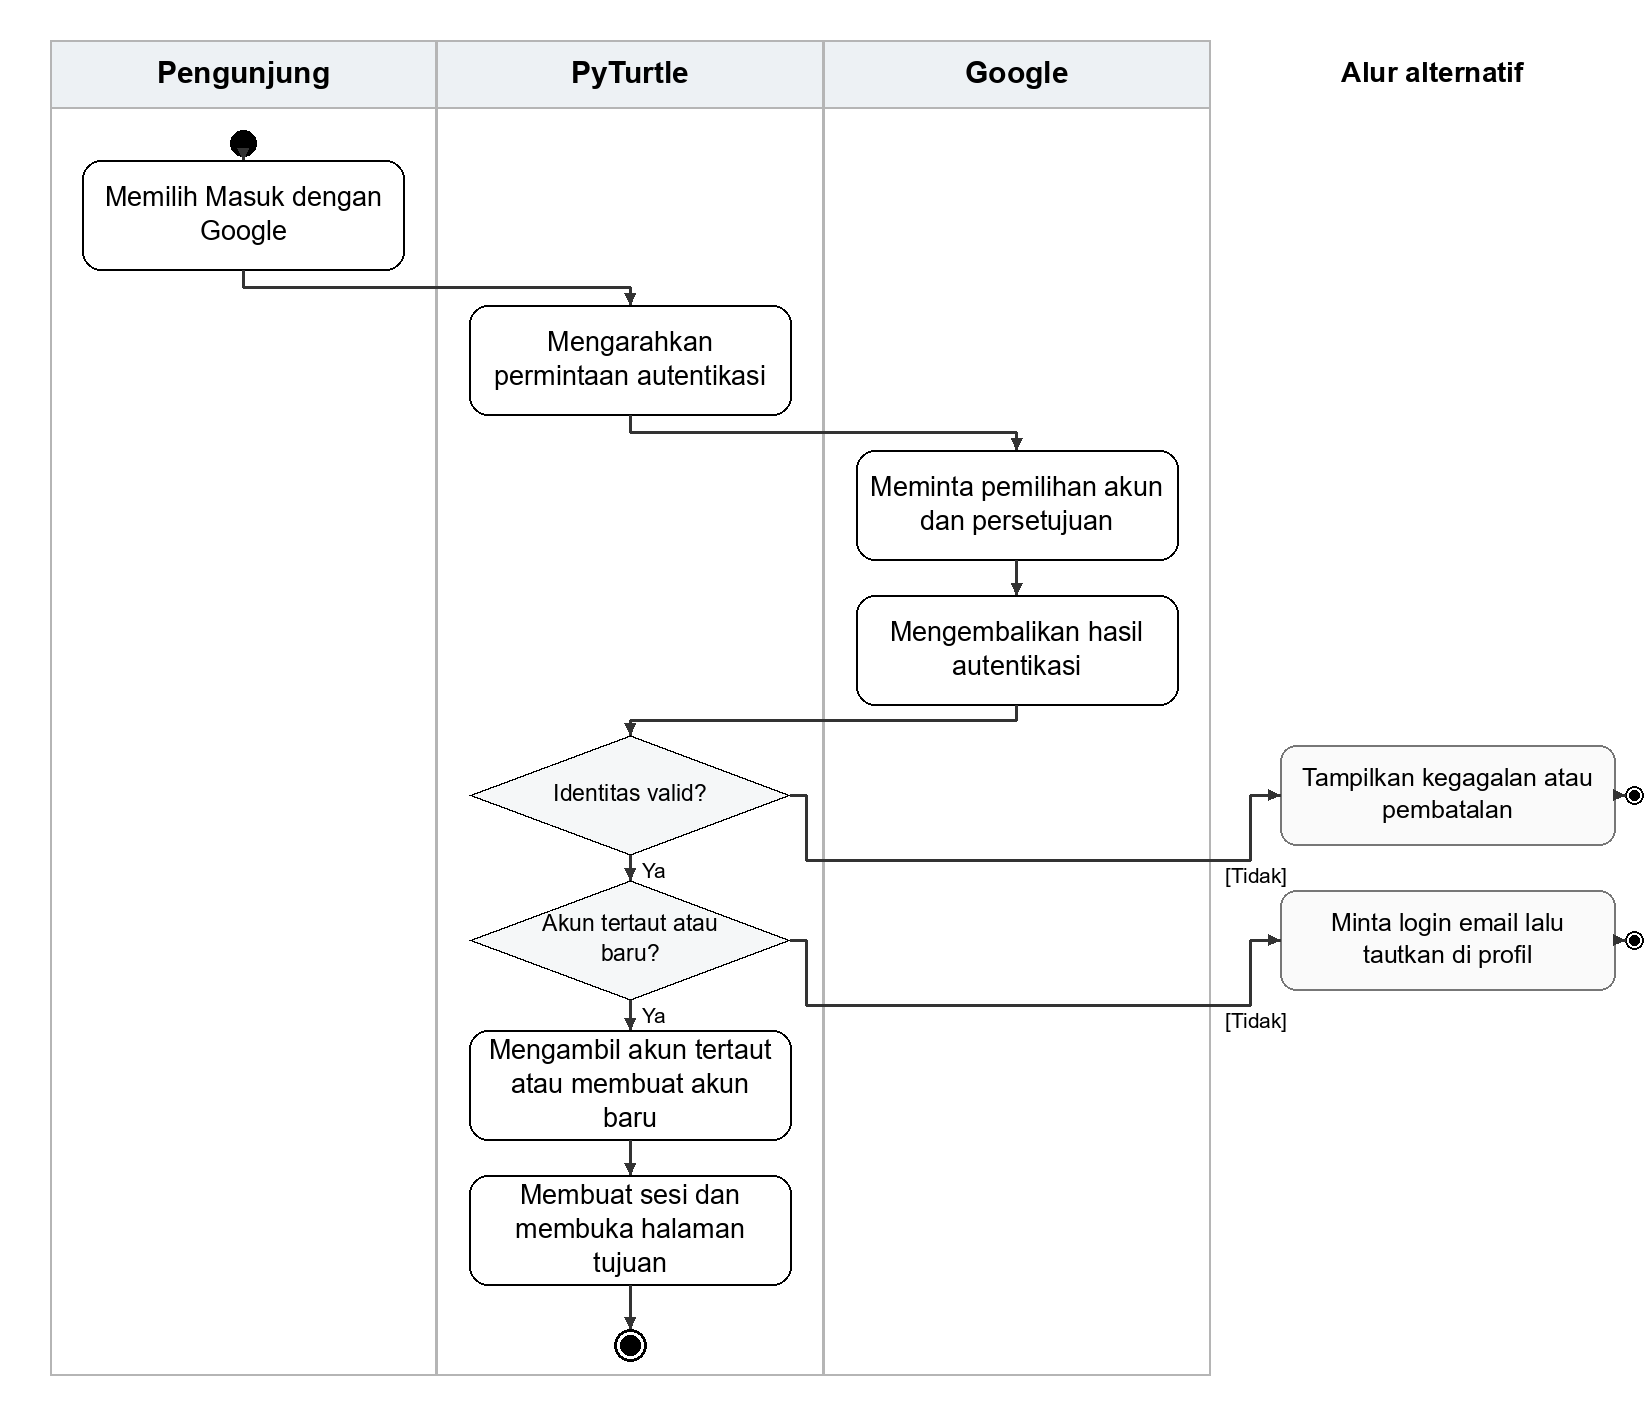 Pengunjung
PyTurtle
Google
Alur alternatif
Memilih Masuk dengan
Google
Mengarahkan
permintaan autentikasi
Meminta pemilihan akun
dan persetujuan
Mengembalikan hasil
autentikasi
Identitas valid?
Tampilkan kegagalan atau
pembatalan
Ya
[Tidak]
Akun tertaut atau
baru?
Minta login email lalu
tautkan di profil
Ya
[Tidak]
Mengambil akun tertaut
atau membuat akun
baru
Membuat sesi dan
membuka halaman
tujuan